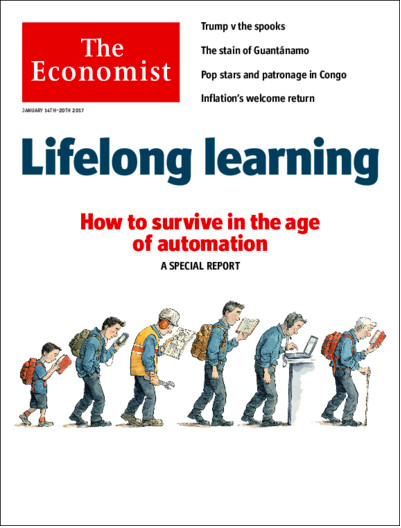 The
Economist
JANUARY 14TH–20TH 2017
Trump v the spooks
The stain of Guantánamo
Pop stars and patronage in Congo
Inflation's welcome return
Lifelong learning
How to survive in the age
of automation
A SPECIAL REPORT